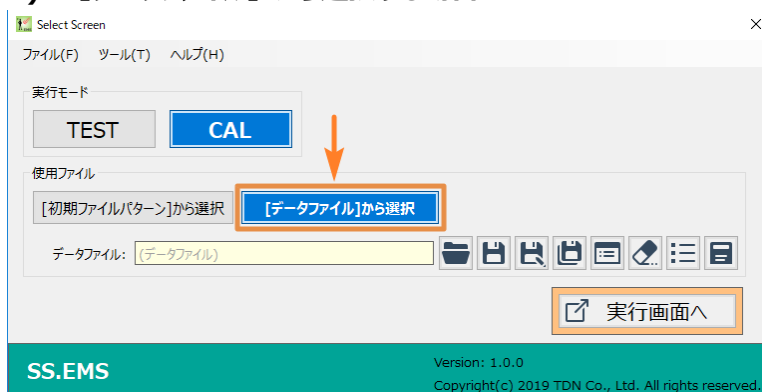 Select Screen
ファイル(F) ツール(T) ヘルプ(H)
実行モード
TEST CAL
使用ファイル
[初期ファイルパターン]から選択 [データファイル]から選択
データファイル: (データファイル)
実行画面へ
SS.EMS
Version: 1.0.0
Copyright(c) 2019 TDN Co., Ltd. All rights reserved.